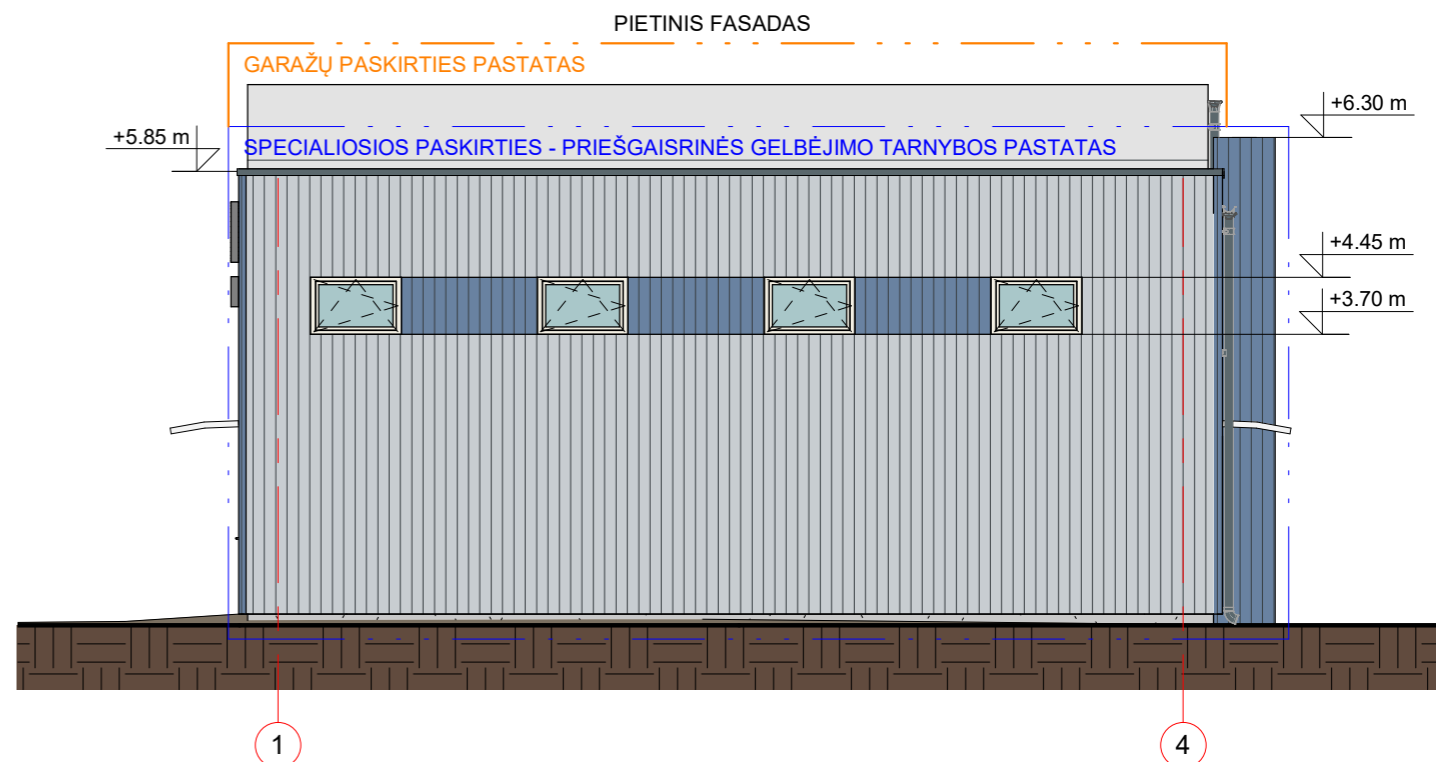 PIETINIS FASADAS
GARAŽŲ PASKIRTIES PASTATAS
+6.30 m
+5.85 m
SPECIALIOSIOS PASKIRTIES - PRIEŠGAISRINĖS GELBĖJIMO TARNYBOS PASTATAS
+4.45 m
+3.70 m
1
4